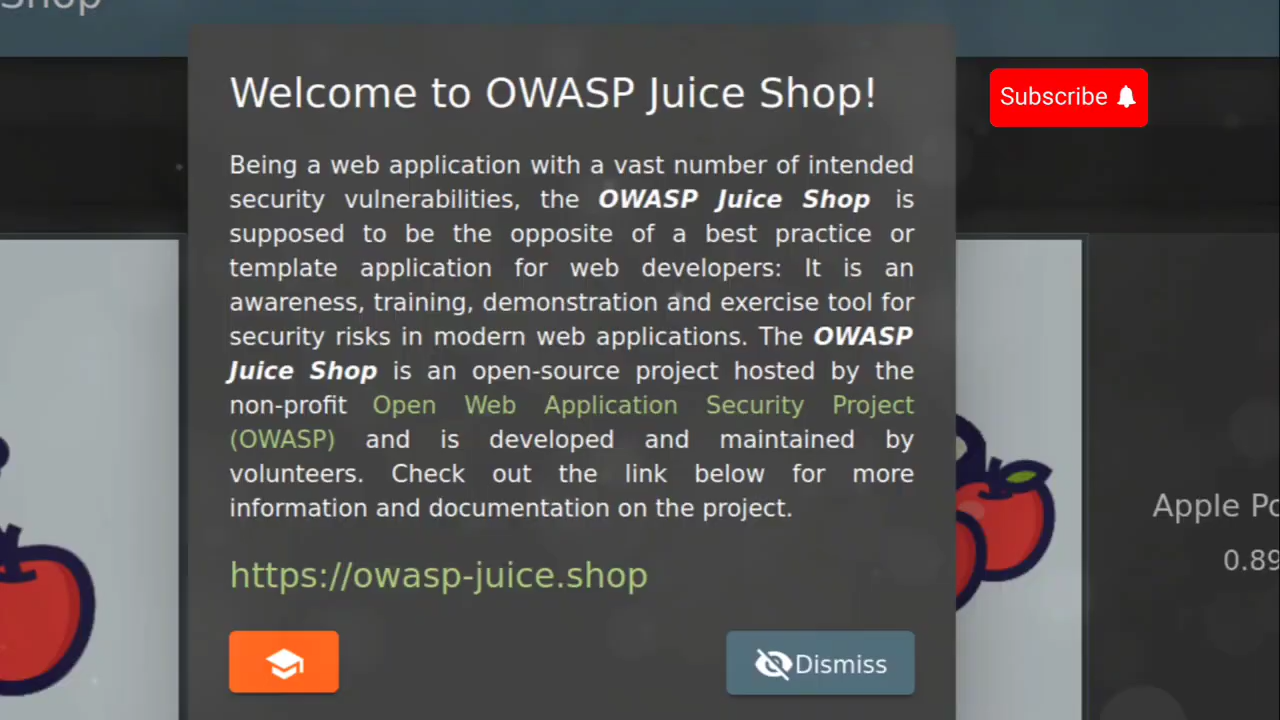 Shop
Welcome to OWASP Juice Shop!
Subscribe
Being a web application with a vast number of intended
security vulnerabilities, the OWASP Juice Shop is
supposed to be the opposite of a best practice or
template application for web developers: It is an
awareness, training, demonstration and exercise tool for
security risks in modern web applications. The OWASP
Juice Shop is an open-source project hosted by the
non-profit Open Web Application Security Project
(OWASP) and is developed and maintained by
volunteers. Check out the link below for more
information and documentation on the project.
Apple Po
0.89
https://owasp-juice.shop
Dismiss